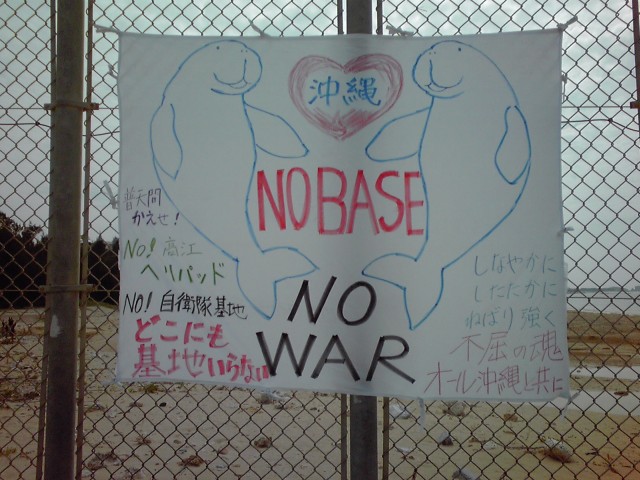 沖縄
NO BASE
普天間
かえせ!
No! 高江
ヘリパッド
NO! 自衛隊基地
どこにも
基地いらない
NO
WAR
しなやかに
したたかに
ねばり強く
不屈の魂
オール沖縄と共に